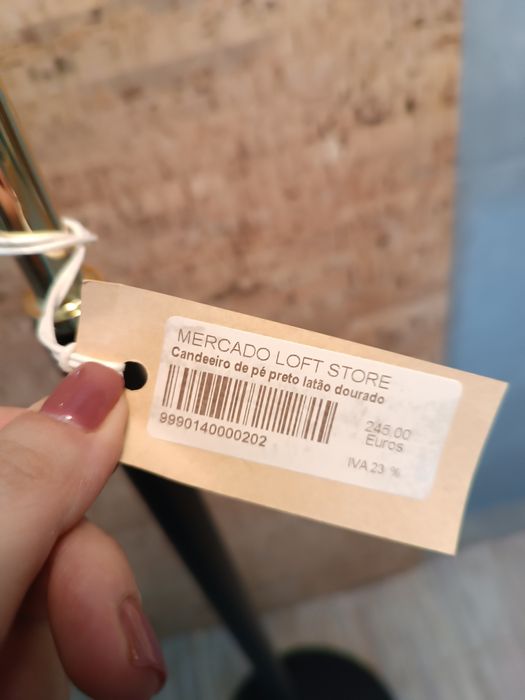 MERCADO LOFT STORE
Candeeiro de pé preto latão dourado
9990140000202
245.00
Euros
IVA 23 %